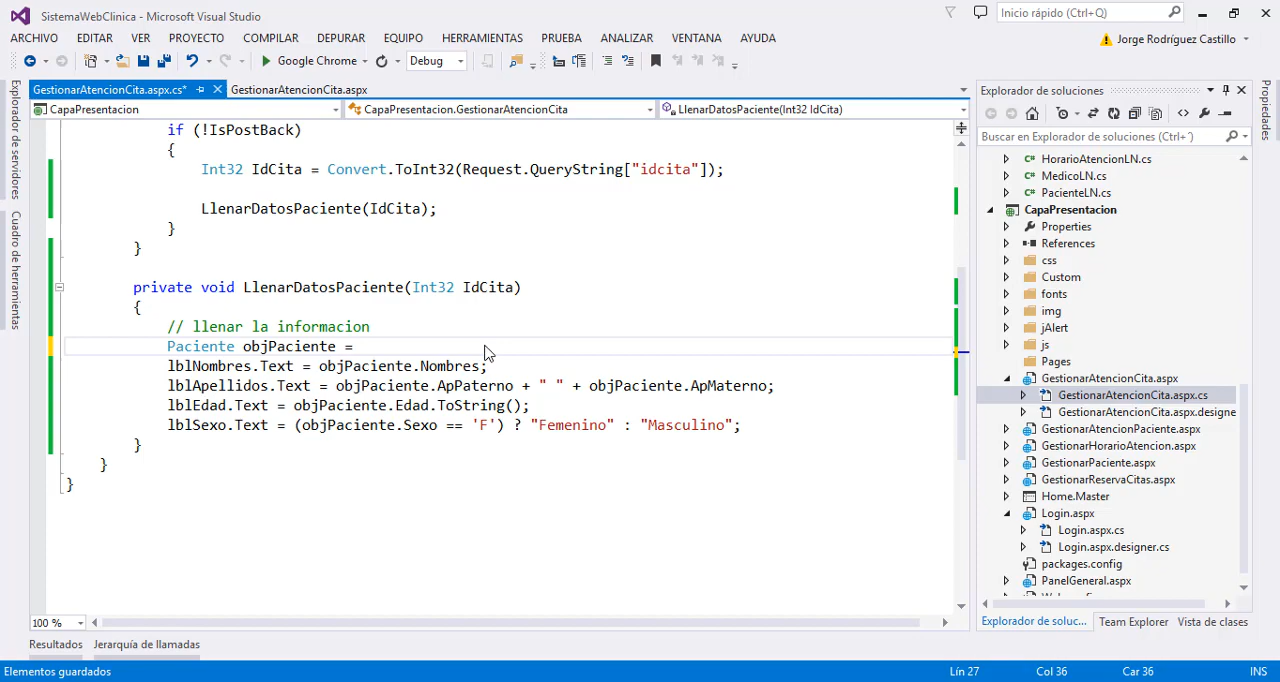 SistemaWebClinica - Microsoft Visual Studio
Inicio rápido (Ctrl+Q)
ARCHIVO EDITAR VER PROYECTO COMPILAR DEPURAR EQUIPO HERRAMIENTAS PRUEBA ANALIZAR VENTANA AYUDA
Jorge Rodríguez Castillo
Google Chrome
Debug
Explorador de servidores
Cuadro de herramientas
GestionarAtencionCita.aspx.cs*
GestionarAtencionCita.aspx
CapaPresentacion
CapaPresentacion.GestionarAtencionCita
LlenarDatosPaciente(Int32 IdCita)
if (!IsPostBack)
{
Int32 IdCita = Convert.ToInt32(Request.QueryString["idcita"]);
LlenarDatosPaciente(IdCita);
}
}
private void LlenarDatosPaciente(Int32 IdCita)
{
// llenar la informacion
Paciente objPaciente =
lblNombres.Text = objPaciente.Nombres;
lblApellidos.Text = objPaciente.ApPaterno + " " + objPaciente.ApMaterno;
lblEdad.Text = objPaciente.Edad.ToString();
lblSexo.Text = (objPaciente.Sexo == 'F') ? "Femenino" : "Masculino";
}
}
}
100 %
Explorador de soluciones
Buscar en Explorador de soluciones (Ctrl+´)
C# HorarioAtencionLN.cs
C# MedicoLN.cs
C# PacienteLN.cs
CapaPresentacion
Properties
References
css
Custom
fonts
img
jAlert
js
Pages
GestionarAtencionCita.aspx
GestionarAtencionCita.aspx.cs
GestionarAtencionCita.aspx.designe
GestionarAtencionPaciente.aspx
GestionarHorarioAtencion.aspx
GestionarPaciente.aspx
GestionarReservaCitas.aspx
Home.Master
Login.aspx
Login.aspx.cs
Login.aspx.designer.cs
packages.config
PanelGeneral.aspx
Explorador de soluc...
Team Explorer
Vista de clases
Propiedades
Resultados
Jerarquía de llamadas
Elementos guardados
Lín 27
Col 36
Car 36
INS